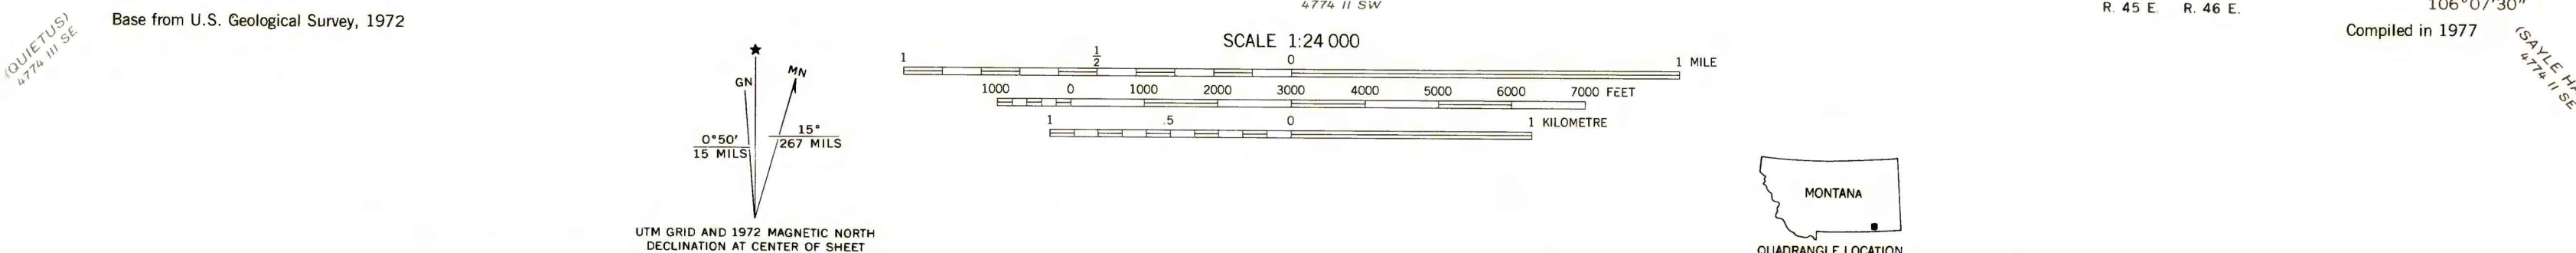 4774 II SW
R. 45 E. R. 46 E.
106°07'30"
(QUIETUS)
4774 III SE
Base from U.S. Geological Survey, 1972
Compiled in 1977
(SAYLE
4774 II SE
SCALE 1:24 000
1 1/2 0 1 MILE
1000 0 1000 2000 3000 4000 5000 6000 7000 FEET
1 .5 0 1 KILOMETRE
GN
MN
0°50'
15 MILS
15°
267 MILS
UTM GRID AND 1972 MAGNETIC NORTH
DECLINATION AT CENTER OF SHEET
MONTANA
QUADRANGLE LOCATION